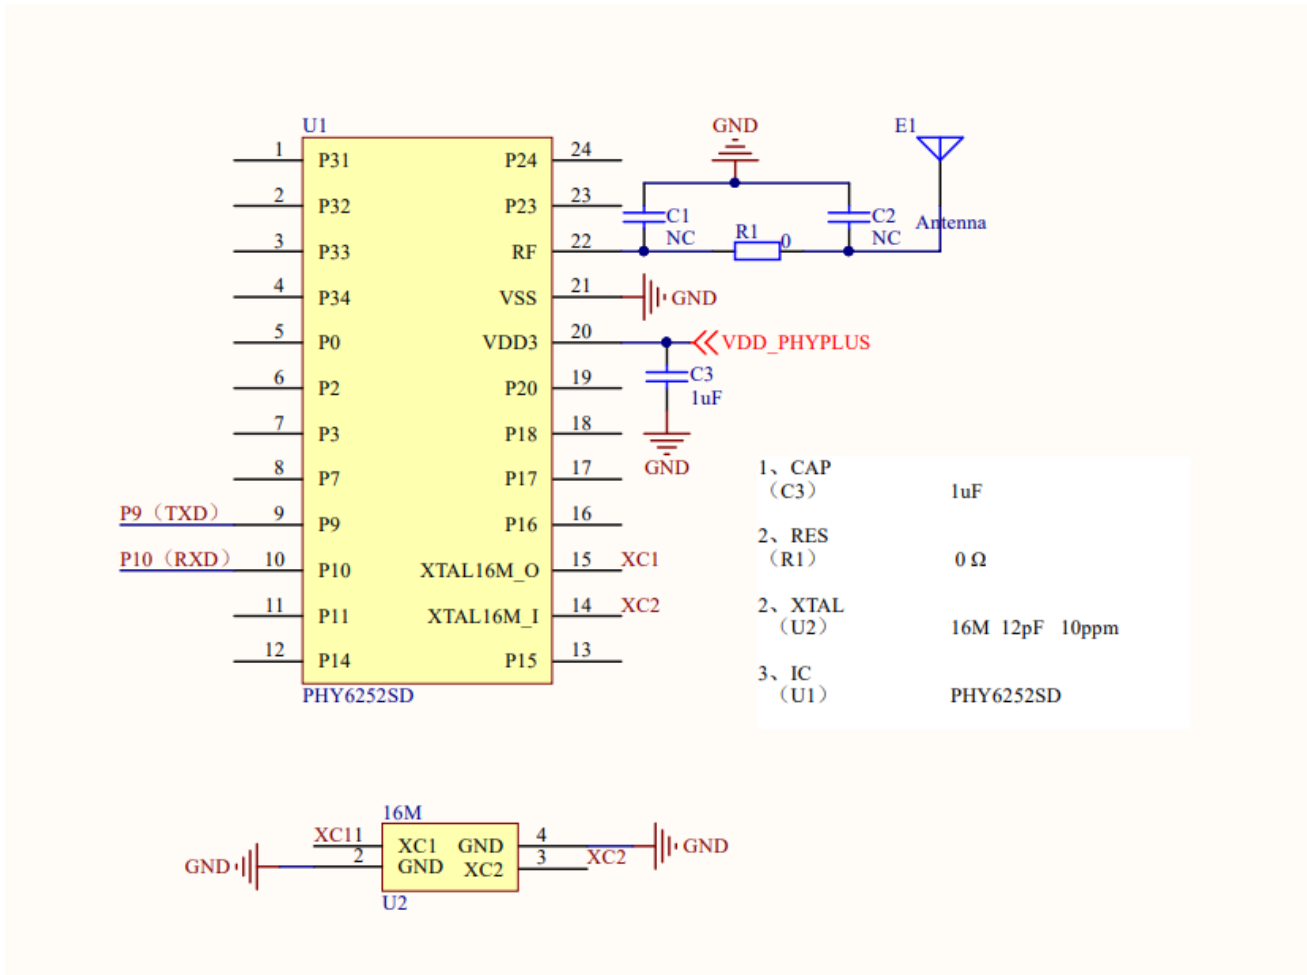 U1
GND
E1
1 P31 P24 24
2 P32 P23 23
C1
C2
NC
NC
Antenna
R1 0
3 P33 RF 22
4 P34 VSS 21 GND
5 P0 VDD3 20 VDD_PHYPLUS
6 P2 P20 19
C3
1uF
7 P3 P18 18
GND
8 P7 P17 17
P9（TXD） 9 P9 P16 16
P10（RXD） 10 P10 XTAL16M_O 15 XC1
11 P11 XTAL16M_I 14 XC2
12 P14 P15 13
PHY6252SD
1、CAP
（C3） 1uF
2、RES
（R1） 0 Ω
2、XTAL
（U2） 16M 12pF 10ppm
3、IC
（U1） PHY6252SD
16M
XC1 1 XC1 GND 4 GND
GND 2 GND XC2 3 XC2
U2